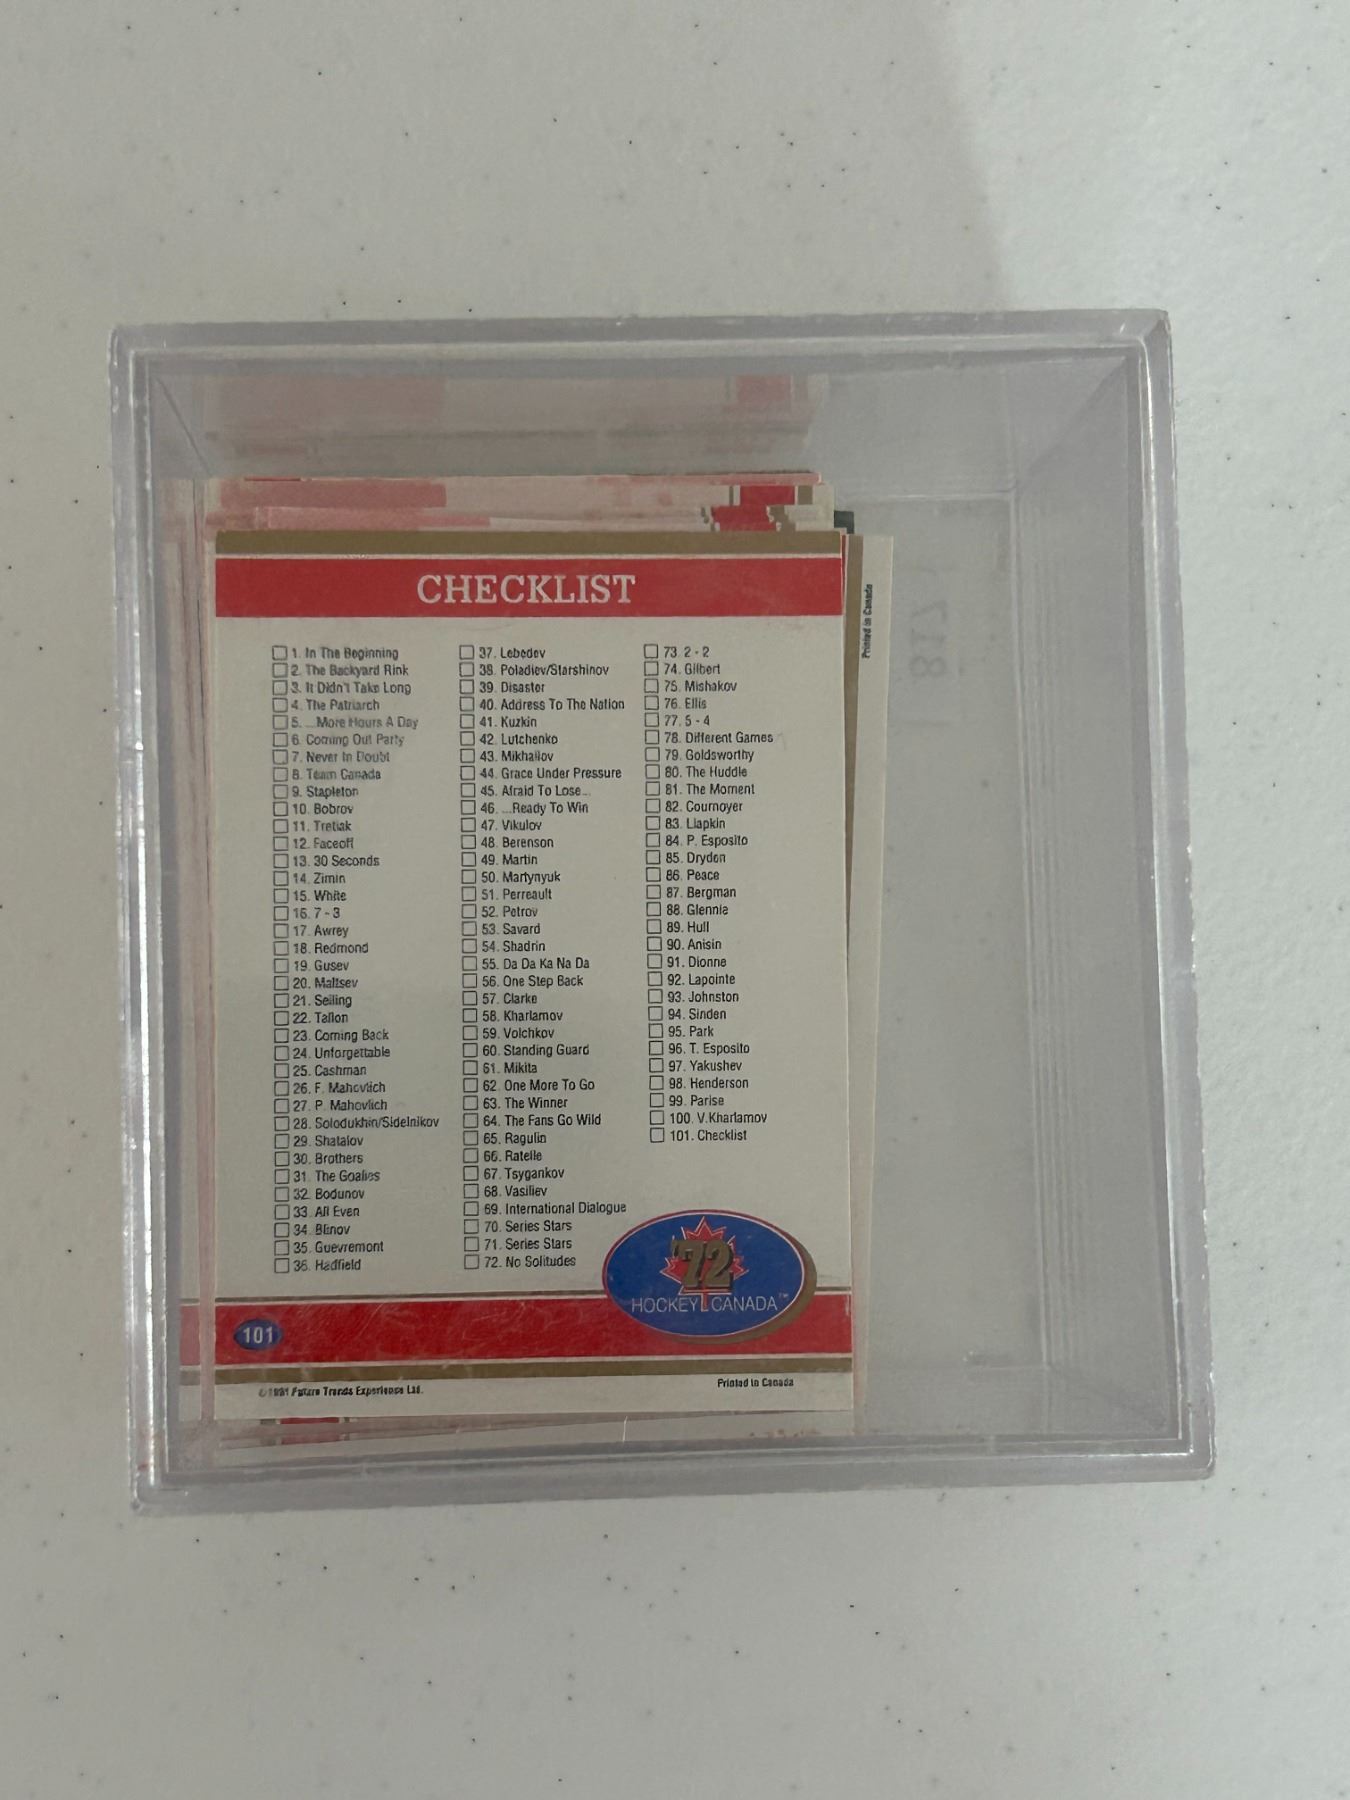 CHECKLIST
1. In The Beginning
2. The Backyard Rink
3. It Didn't Take Long
4. The Patriarch
5. ...More Hours A Day
6. Coming Out Party
7. Never In Doubt
8. Team Canada
9. Stapleton
10. Bobrov
11. Tretiak
12. Faceoff
13. 30 Seconds
14. Zimin
15. White
16. 7 - 3
17. Awrey
18. Redmond
19. Gusev
20. Maltsev
21. Seiling
22. Tallon
23. Coming Back
24. Unforgettable
25. Cashman
26. F. Mahovlich
27. P. Mahovlich
28. Solodukhin/Sidelnikov
29. Shatalov
30. Brothers
31. The Goalies
32. Bodunov
33. All Even
34. Blinov
35. Guevremont
36. Hadfield
37. Lebedev
38. Poladiev/Starshinov
39. Disaster
40. Address To The Nation
41. Kuzkin
42. Lutchenko
43. Mikhailov
44. Grace Under Pressure
45. Afraid To Lose...
46. ...Ready To Win
47. Vikulov
48. Berenson
49. Martin
50. Martynyuk
51. Perreault
52. Petrov
53. Savard
54. Shadrin
55. Da Da Ka Na Da
56. One Step Back
57. Clarke
58. Kharlamov
59. Volchkov
60. Standing Guard
61. Mikita
62. One More To Go
63. The Winner
64. The Fans Go Wild
65. Ragulin
66. Ratelle
67. Tsygankov
68. Vasiliev
69. International Dialogue
70. Series Stars
71. Series Stars
72. No Solitudes
73. 2 - 2
74. Gilbert
75. Mishakov
76. Ellis
77. 5 - 4
78. Different Games
79. Goldsworthy
80. The Huddle
81. The Moment
82. Cournoyer
83. Liapkin
84. P. Esposito
85. Dryden
86. Peace
87. Bergman
88. Glennie
89. Hull
90. Anisin
91. Dionne
92. Lapointe
93. Johnston
94. Sinden
95. Park
96. T. Esposito
97. Yakushev
98. Henderson
99. Parise
100. V.Kharlamov
101. Checklist
'72
HOCKEY CANADA™
101
© 1991 Future Trends Experience Ltd.
Printed in Canada
Printed in Canada